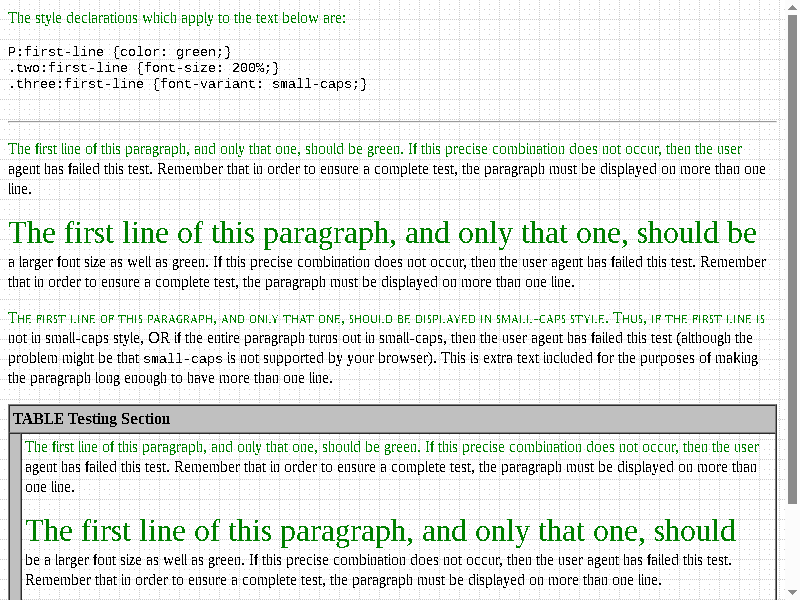 The style declarations which apply to the text below are:
P:first-line {color: green;}
.two:first-line {font-size: 200%;}
.three:first-line {font-variant: small-caps;}
The first line of this paragraph, and only that one, should be green. If this precise combination does not occur, then the user
agent has failed this test. Remember that in order to ensure a complete test, the paragraph must be displayed on more than one
line.
The first line of this paragraph, and only that one, should be
a larger font size as well as green. If this precise combination does not occur, then the user agent has failed this test. Remember
that in order to ensure a complete test, the paragraph must be displayed on more than one line.
The first line of this paragraph, and only that one, should be displayed in small-caps style. Thus, if the first line is
not in small-caps style, OR if the entire paragraph turns out in small-caps, then the user agent has failed this test (although the
problem might be that small-caps is not supported by your browser). This is extra text included for the purposes of making
the paragraph long enough to have more than one line.
TABLE Testing Section
The first line of this paragraph, and only that one, should be green. If this precise combination does not occur, then the user
agent has failed this test. Remember that in order to ensure a complete test, the paragraph must be displayed on more than
one line.
The first line of this paragraph, and only that one, should
be a larger font size as well as green. If this precise combination does not occur, then the user agent has failed this test.
Remember that in order to ensure a complete test, the paragraph must be displayed on more than one line.